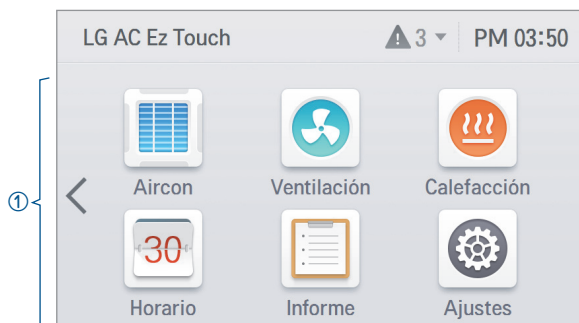 LG AC Ez Touch 3 PM 03:50
①
Aircon Ventilación Calefacción
30
Horario Informe Ajustes